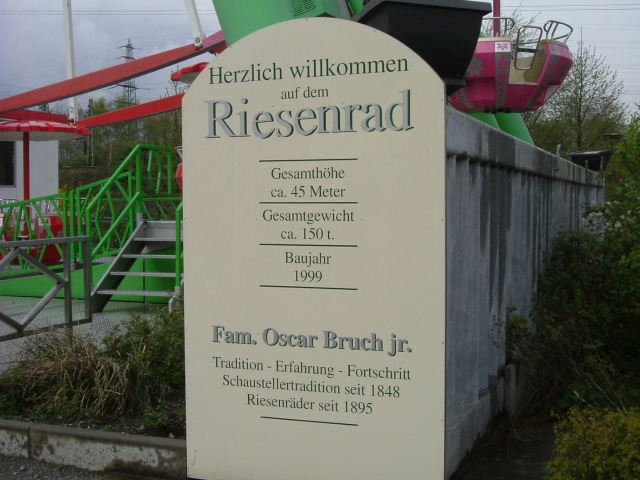 Herzlich willkommen
auf dem
Riesenrad
Gesamthöhe
ca. 45 Meter
Gesamtgewicht
ca. 150 t.
Baujahr
1999
Fam. Oscar Bruch jr.
Tradition - Erfahrung - Fortschritt
Schaustellertradition seit 1848
Riesenräder seit 1895